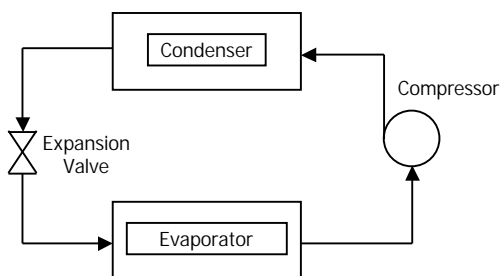 Condenser
Compressor
Expansion
Valve
Evaporator